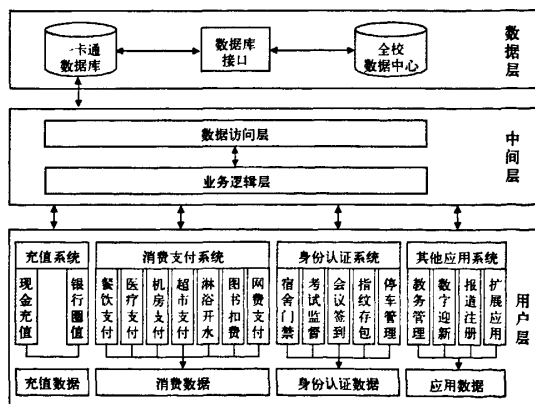 一卡通
数据库
数据库
接口
全校
数据中心
数据层
数据访问层
业务逻辑层
中间层
充值系统
消费支付系统
身份认证系统
其他应用系统
现金充值
银行圈值
餐饮支付
医疗支付
机房支付
超市支付
淋浴开水
图书扣费
网费支付
宿舍门禁
考试监督
会议签到
指纹存包
停车管理
教务管理
数字迎新
报道注册
扩展应用
用户层
充值数据
消费数据
身份认证数据
应用数据